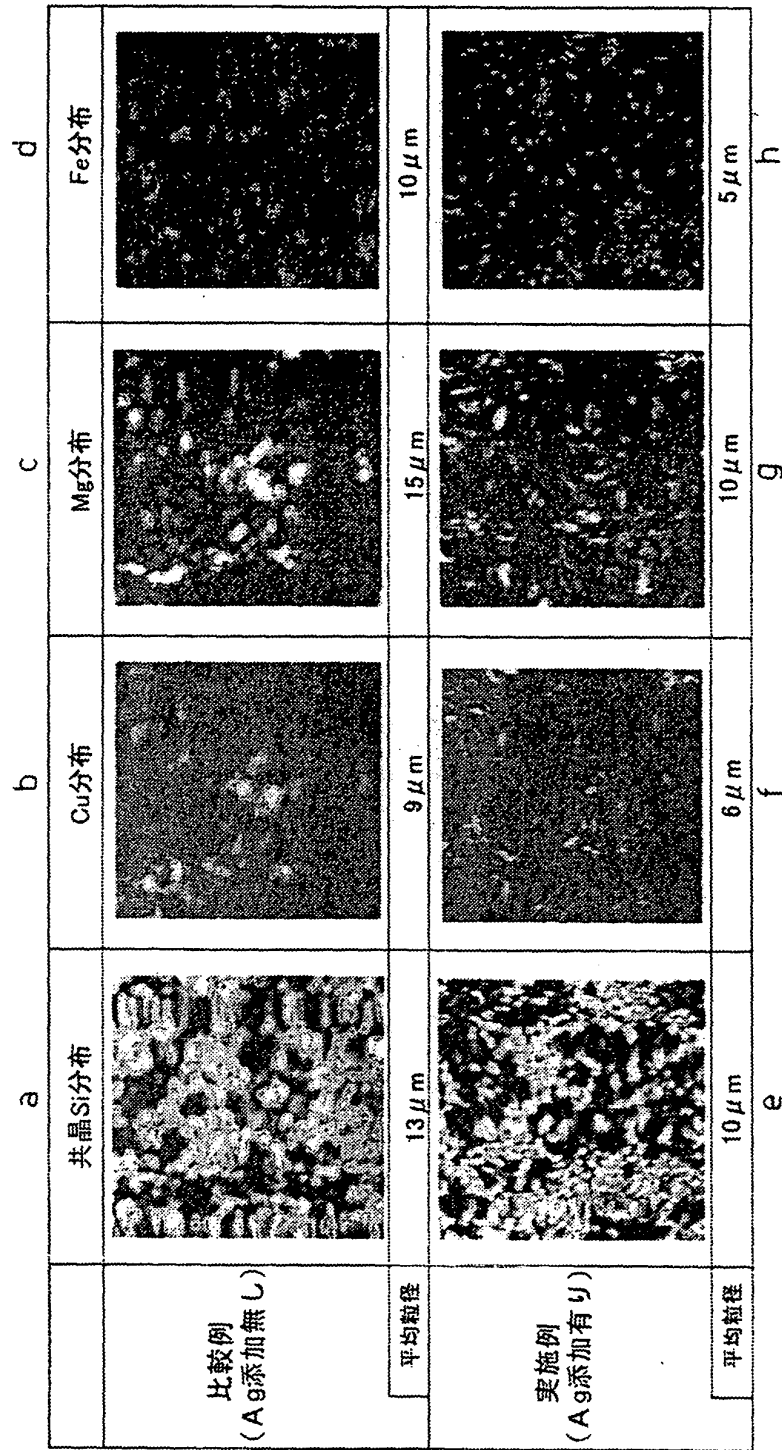 a
b
c
d
共晶Si分布
Cu分布
Mg分布
Fe分布
比較例
(Ag添加無し)
平均粒径
13μm
9μm
15μm
10μm
実施例
(Ag添加有り)
平均粒径
10μm
6μm
10μm
5μm
e
f
g
h